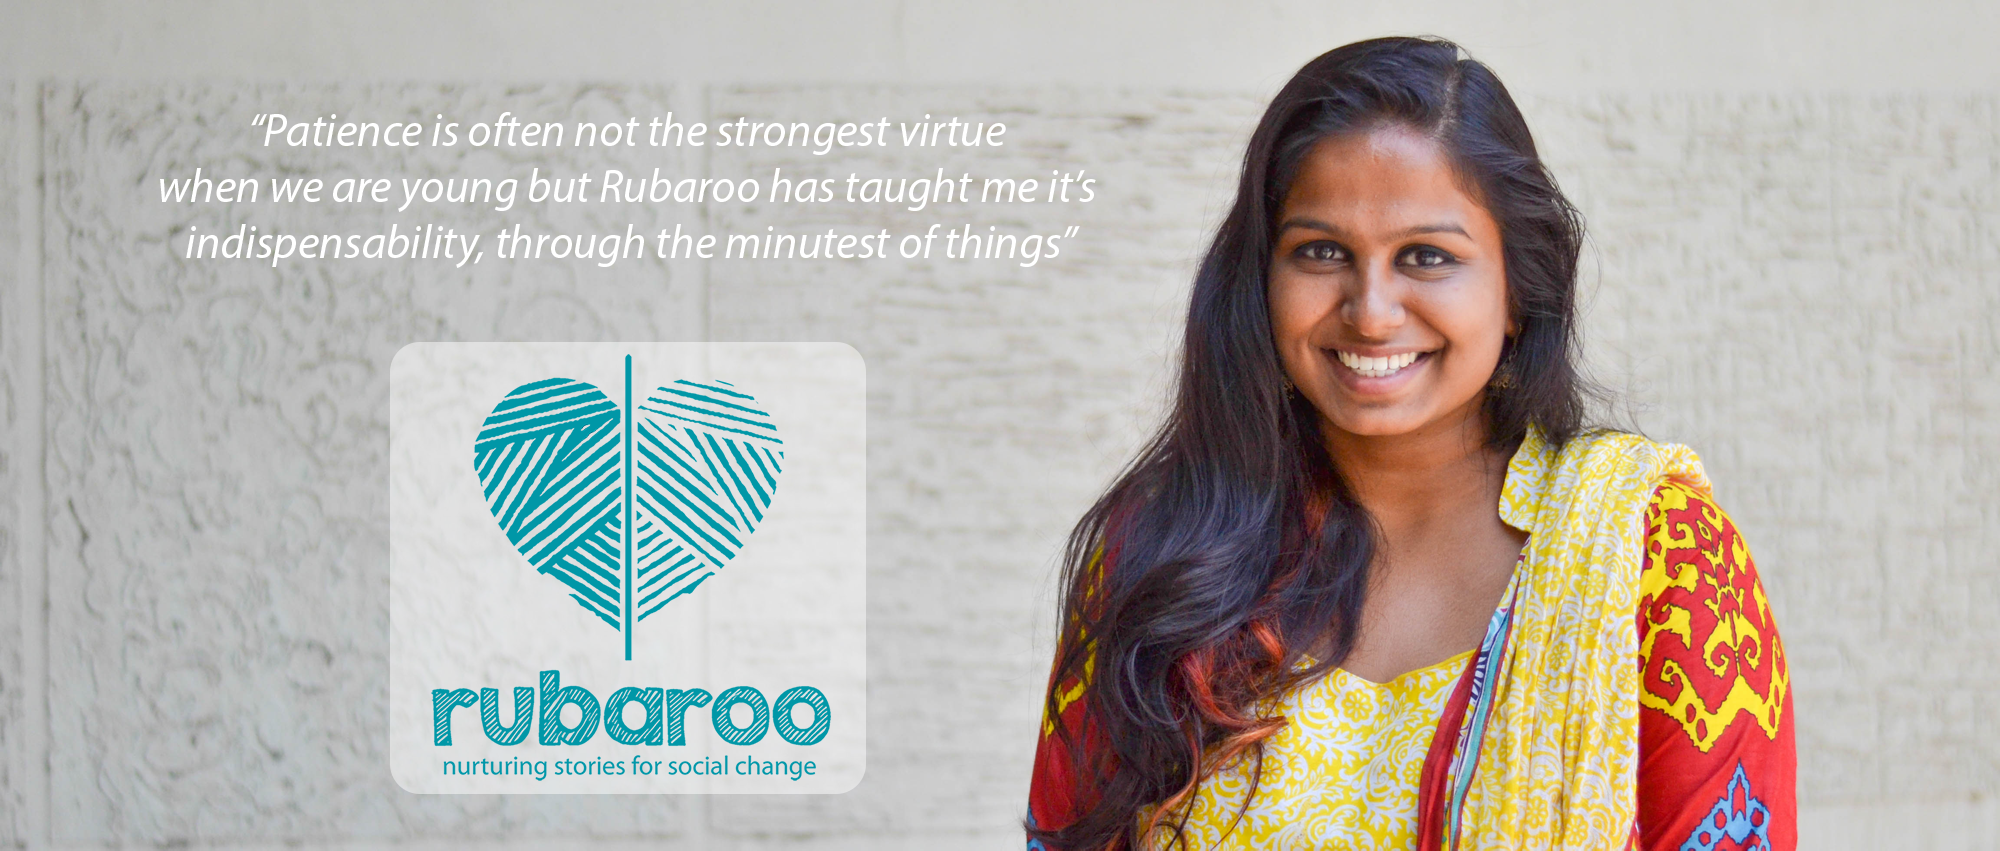 “Patience is often not the strongest virtue
when we are young but Rubaroo has taught me it’s
indispensability, through the minutest of things”
rubaroo
nurturing stories for social change